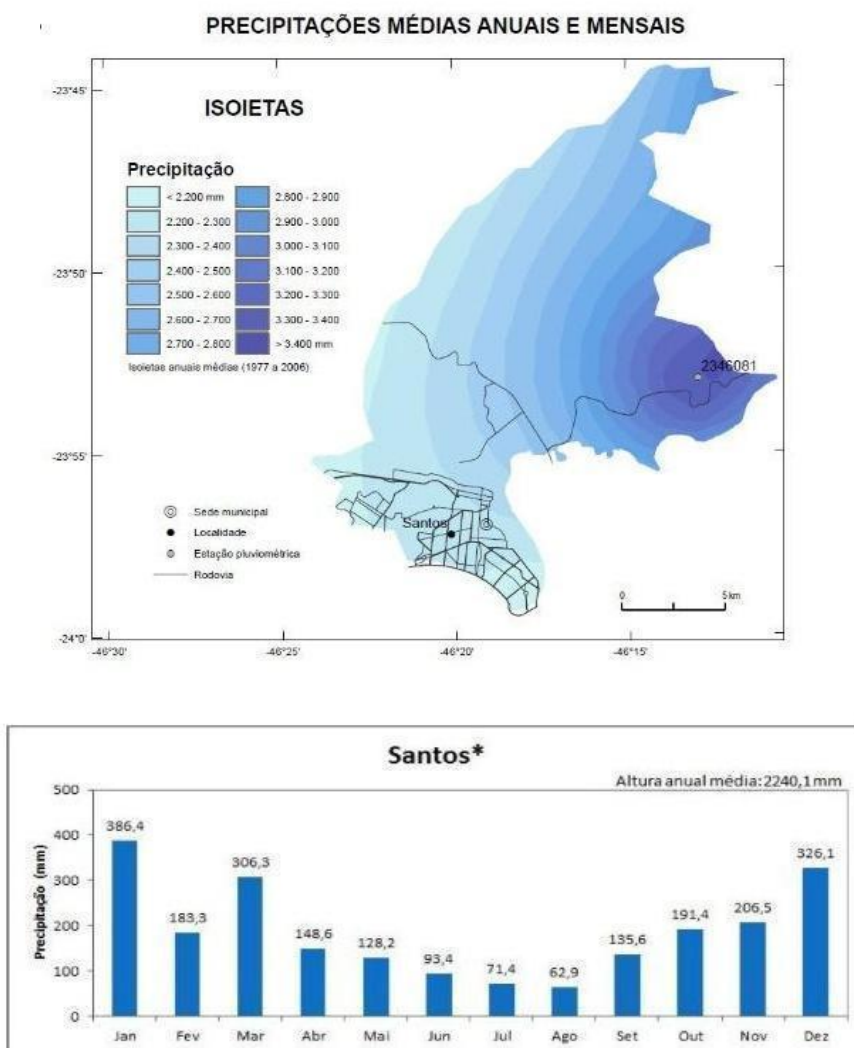 PRECIPITAÇÕES MÉDIAS ANUAIS E MENSAIS
-23°45'
ISOIETAS
Precipitação
< 2.200 mm
2.800 - 2.900
2.200 - 2.300
2.900 - 3.000
2.300 - 2.400
3.000 - 3.100
2.400 - 2.500
3.100 - 3.200
2.500 - 2.600
3.200 - 3.300
2.600 - 2.700
3.300 - 3.400
2.700 - 2.800
> 3.400 mm
Isoietas anuais médias (1977 a 2006)
-23°50'
2346081
-23°55'
Sede municipal
Localidade
Estação pluviométrica
Rodovia
Santos
0
5 km
-24°0'
-46°30'
-46°25'
-46°20'
-46°15'
Santos*
Altura anual média: 2240,1 mm
Precipitação (mm)
500
400
300
200
100
0
386,4
183,3
306,3
148,6
128,2
93,4
71,4
62,9
135,6
191,4
206,5
326,1
Jan
Fev
Mar
Abr
Mai
Jun
Jul
Ago
Set
Out
Nov
Dez